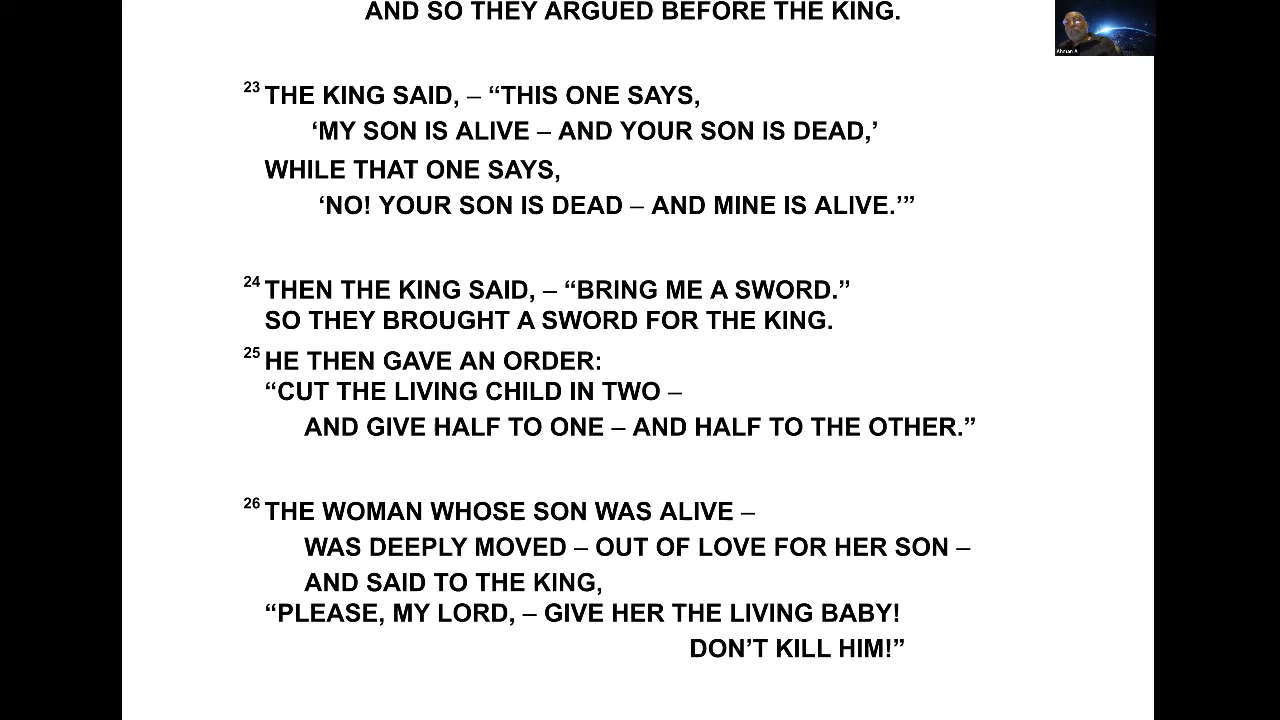 AND SO THEY ARGUED BEFORE THE KING.
23 THE KING SAID, – “THIS ONE SAYS,
‘MY SON IS ALIVE – AND YOUR SON IS DEAD,’
WHILE THAT ONE SAYS,
‘NO! YOUR SON IS DEAD – AND MINE IS ALIVE.’”
24 THEN THE KING SAID, – “BRING ME A SWORD.”
SO THEY BROUGHT A SWORD FOR THE KING.
25 HE THEN GAVE AN ORDER:
“CUT THE LIVING CHILD IN TWO –
AND GIVE HALF TO ONE – AND HALF TO THE OTHER.”
26 THE WOMAN WHOSE SON WAS ALIVE –
WAS DEEPLY MOVED – OUT OF LOVE FOR HER SON –
AND SAID TO THE KING,
“PLEASE, MY LORD, – GIVE HER THE LIVING BABY!
DON’T KILL HIM!”
Ahman A